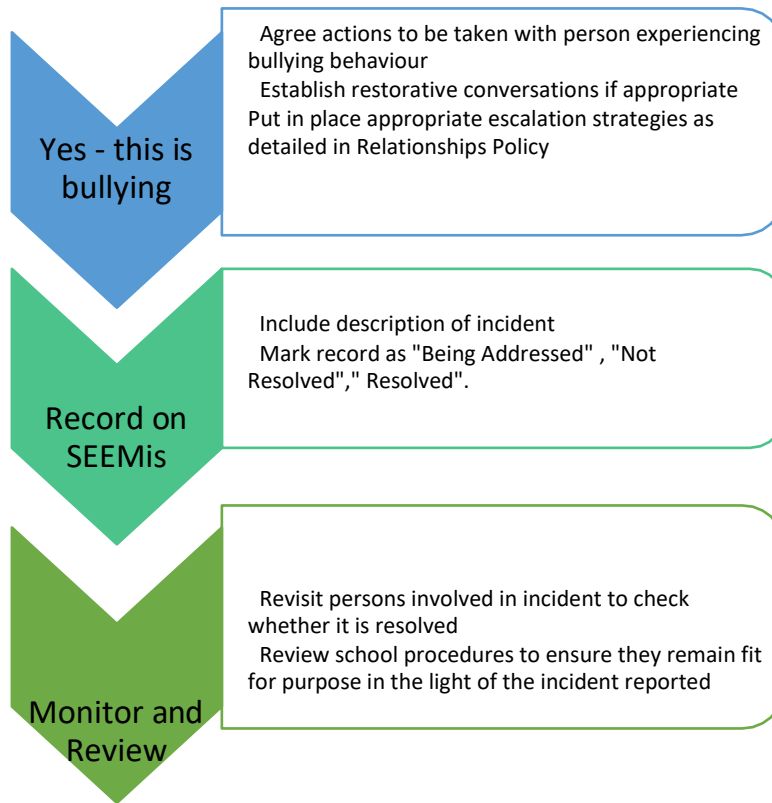 Yes - this is
bullying
Agree actions to be taken with person experiencing
bullying behaviour
Establish restorative conversations if appropriate
Put in place appropriate escalation strategies as
detailed in Relationships Policy
Record on
SEEMis
Include description of incident
Mark record as "Being Addressed" , "Not
Resolved"," Resolved".
Monitor and
Review
Revisit persons involved in incident to check
whether it is resolved
Review school procedures to ensure they remain fit
for purpose in the light of the incident reported